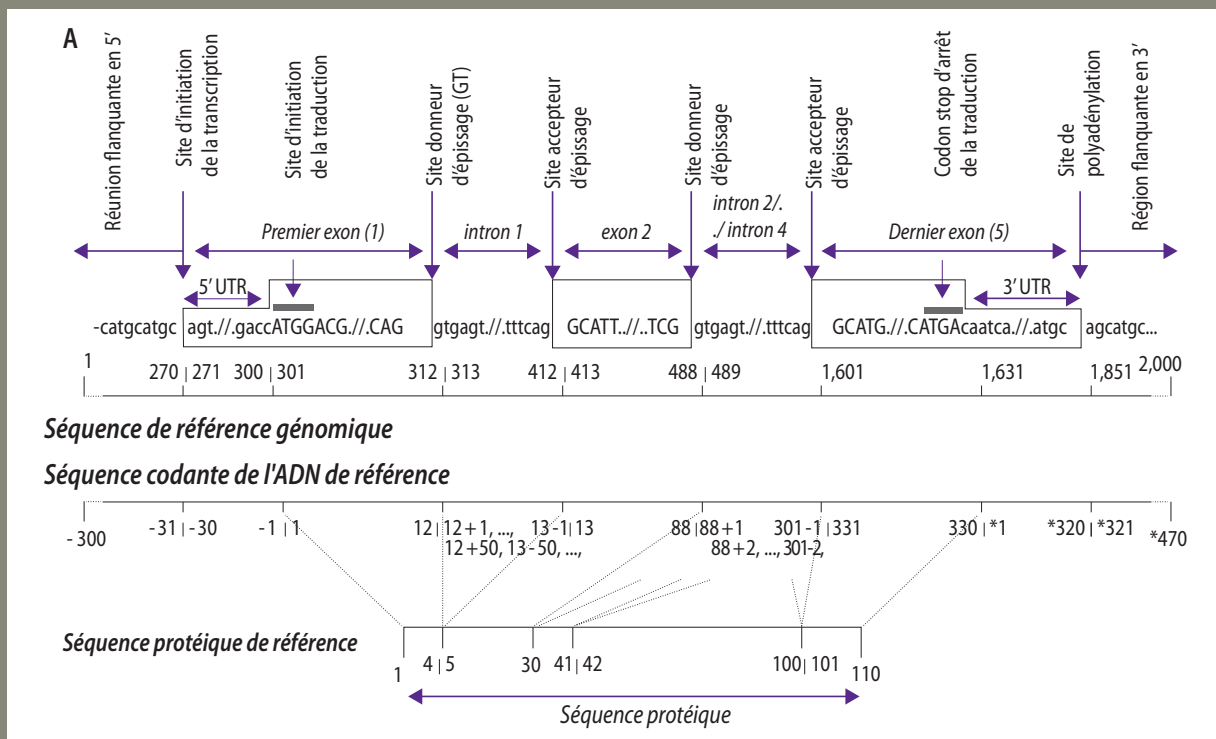 A
Réunion flanquante en 5’
Site d’initiation
de la transcription
Site d’initiation
de la traduction
Site donneur
d’épissage (GT)
Site accepteur
d’épissage
Site donneur
d’épissage
Site accepteur
d’épissage
Codon stop d’arrêt
de la traduction
Site de
polyadénylation
Région flanquante en 3’
Premier exon (1)
intron 1
exon 2
intron 2/.
./ intron 4
Dernier exon (5)
5’ UTR
3’ UTR
-catgcatgc agt.//.gaccATGGACG.//.CAG gtgagt.//.tttcag GCATT..//..TCG gtgagt.//.tttcag GCATG.//.CATGAcaatca.//.atgc agcatgc...
1 270 | 271 300 | 301 312 | 313 412 | 413 488 | 489 1,601 1,631 1,851 2,000
Séquence de référence génomique
Séquence codante de l'ADN de référence
- 300 -31 | -30 -1 | 1 12 | 12 + 1, ..., 13 -1 | 13 88 | 88 + 1 301 -1 | 331 330 | *1 *320 | *321 *470
12 + 50, 13 - 50, ..., 88 + 2, ..., 301-2,
Séquence protéique de référence
1 4 | 5 30 41 | 42 100 | 101 110
Séquence protéique